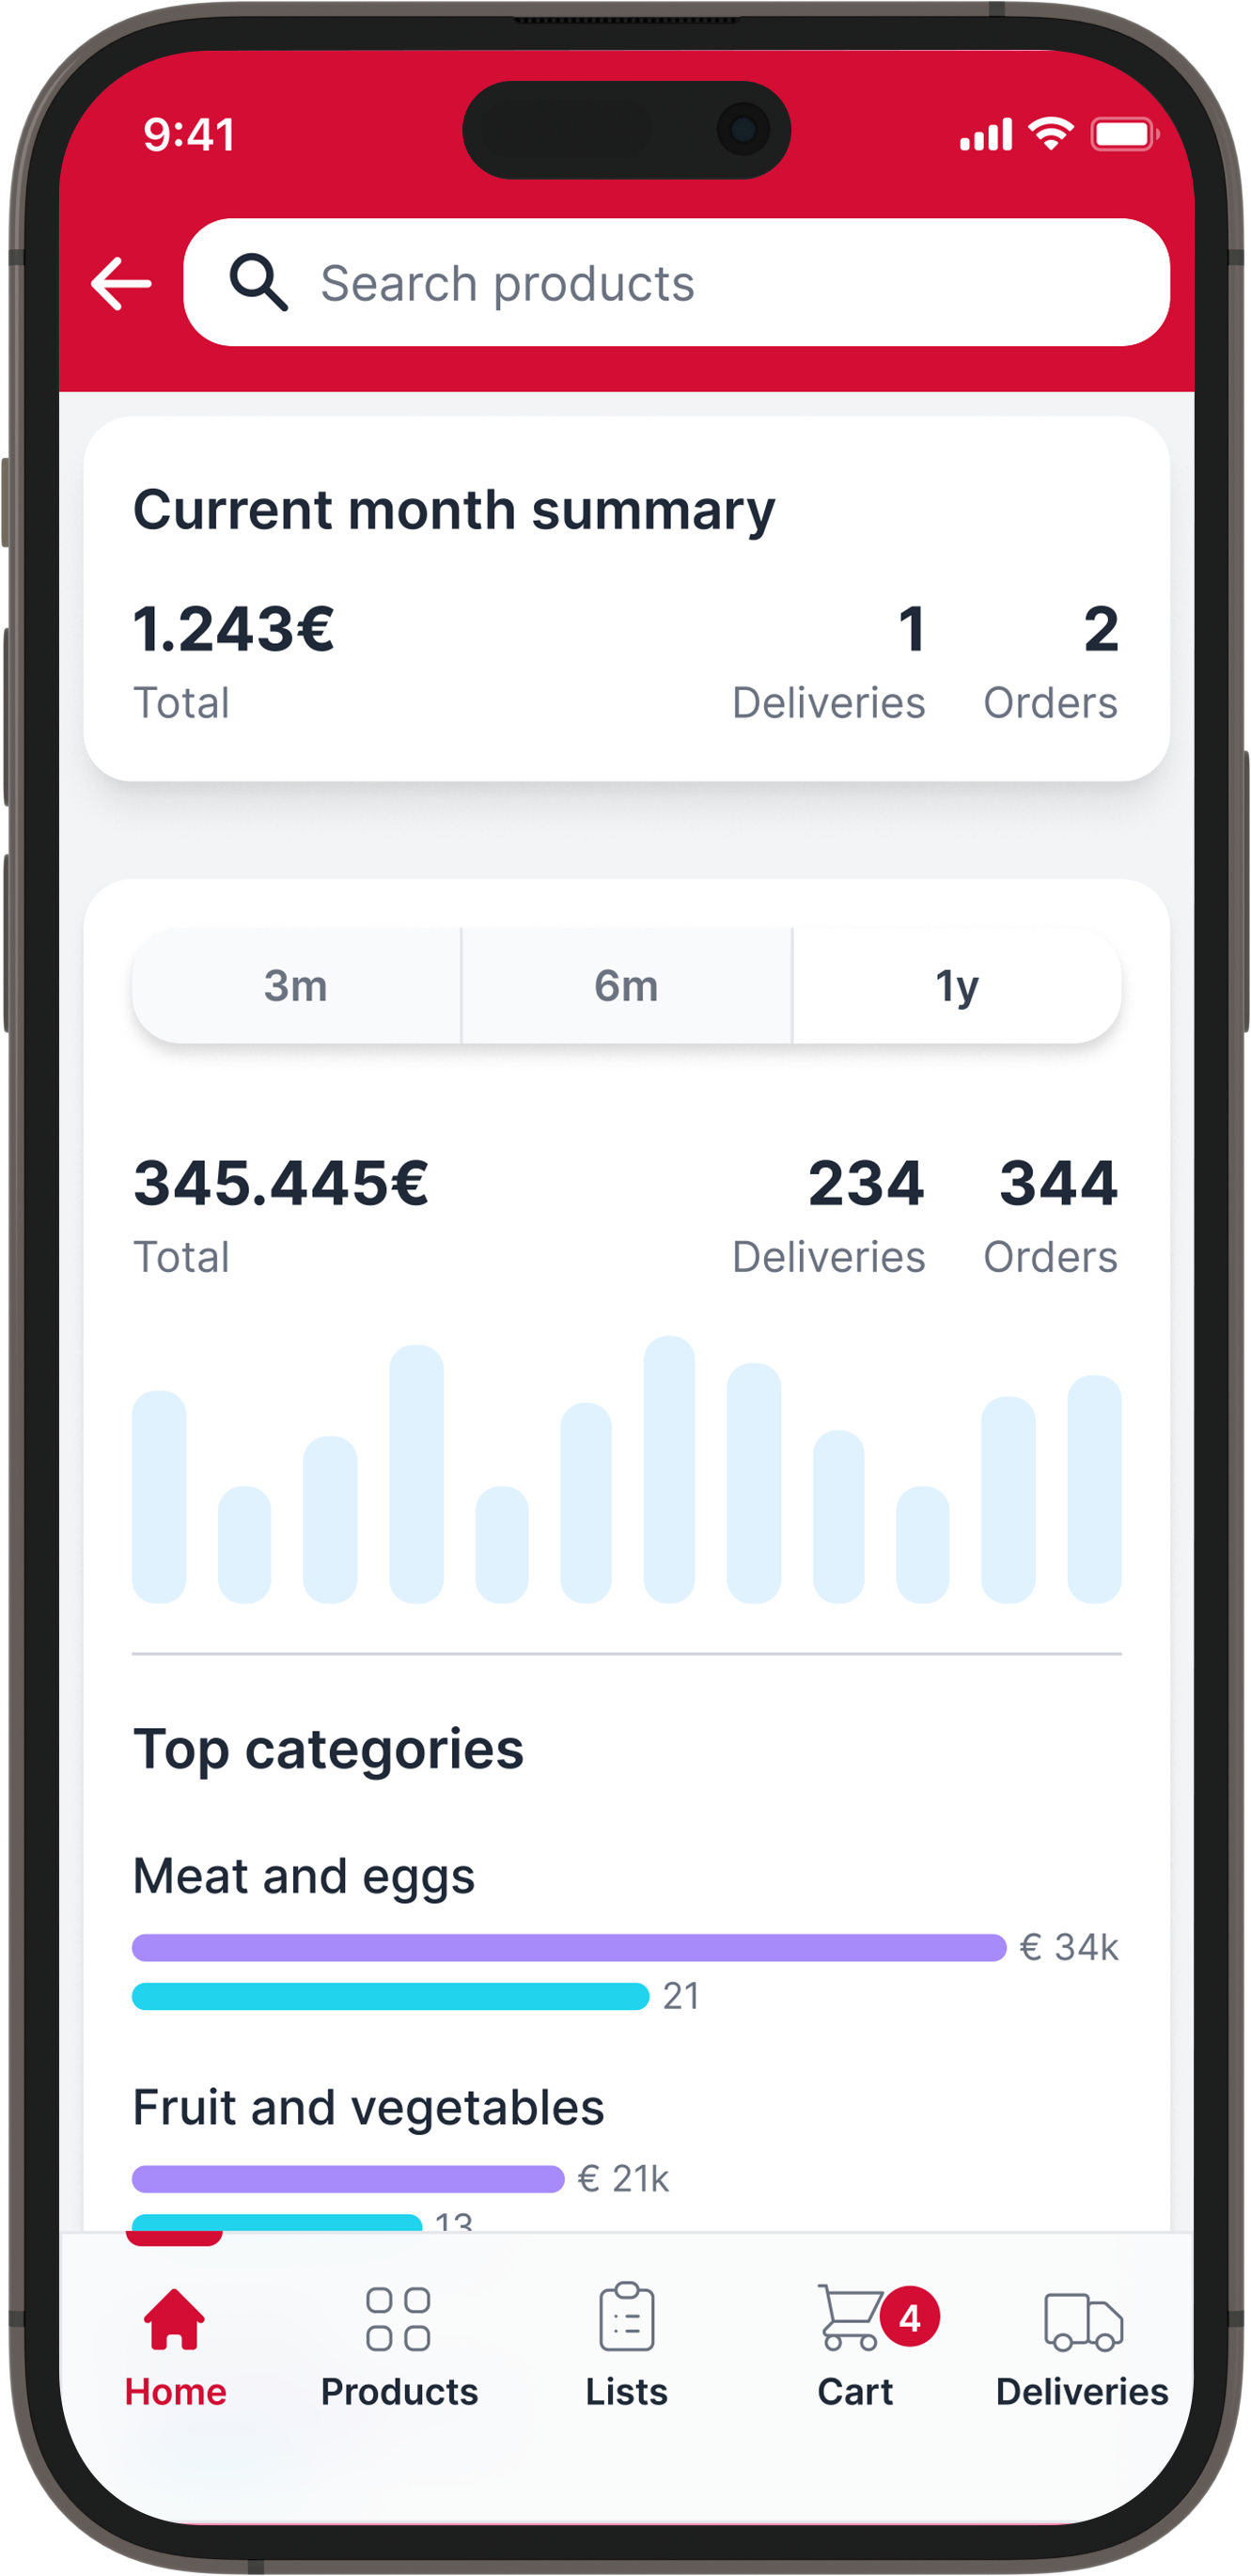 9:41
Search products
Current month summary
1.243€ 1 2
Total Deliveries Orders
3m 6m 1y
345.445€ 234 344
Total Deliveries Orders
Top categories
Meat and eggs
€ 34k
21
Fruit and vegetables
€ 21k
13
4
Home Products Lists Cart Deliveries